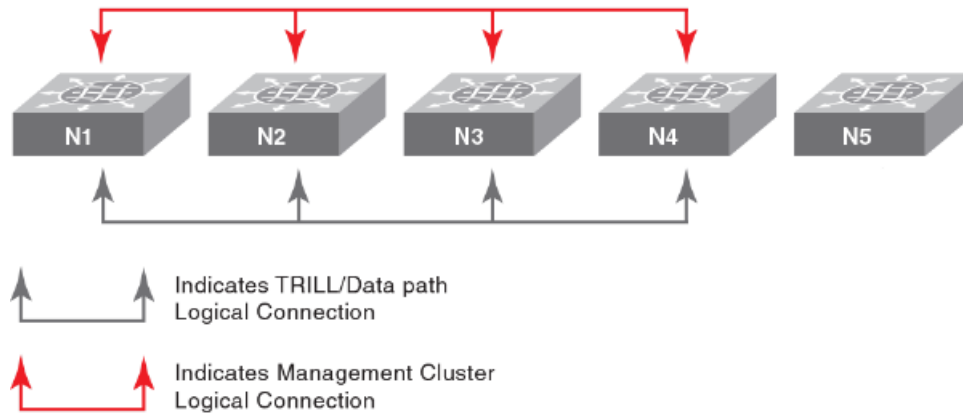 N1
N2
N3
N4
N5
Indicates TRILL/Data path
Logical Connection
Indicates Management Cluster
Logical Connection